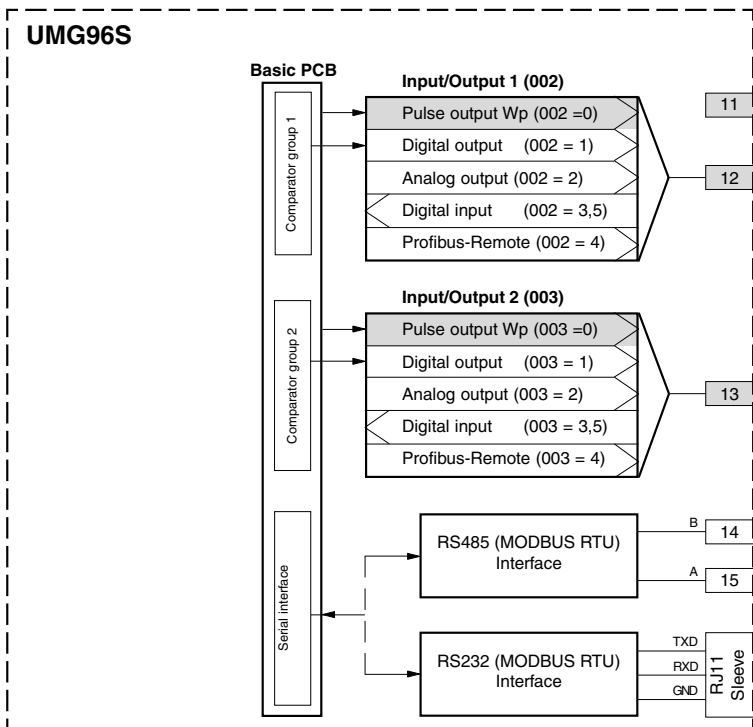 UMG96S
Basic PCB
Comparator group 1
Comparator group 2
Serial interface
Input/Output 1 (002)
Pulse output Wp (002 =0)
Digital output (002 = 1)
Analog output (002 = 2)
Digital input (002 = 3,5)
Profibus-Remote (002 = 4)
11
12
Input/Output 2 (003)
Pulse output Wp (003 =0)
Digital output (003 = 1)
Analog output (003 = 2)
Digital input (003 = 3,5)
Profibus-Remote (003 = 4)
13
RS485 (MODBUS RTU)
Interface
B
14
A
15
RS232 (MODBUS RTU)
Interface
TXD
RXD
GND
RJ11
Sleeve